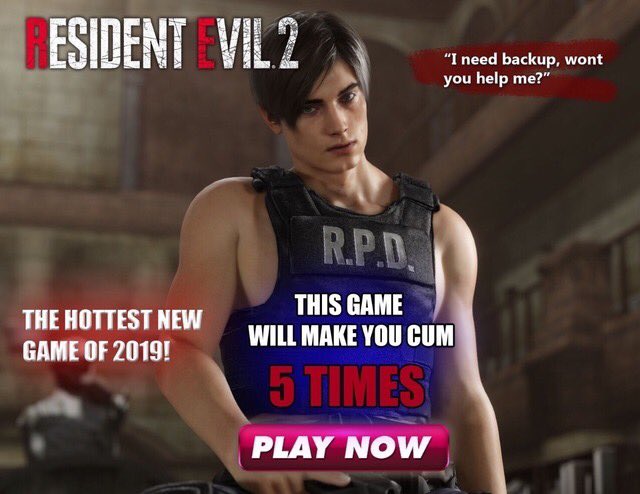 RESIDENT EVIL.2
“I need backup, wont
you help me?”
R.P.D.
THE HOTTEST NEW
GAME OF 2019!
THIS GAME
WILL MAKE YOU CUM
5 TIMES
PLAY NOW